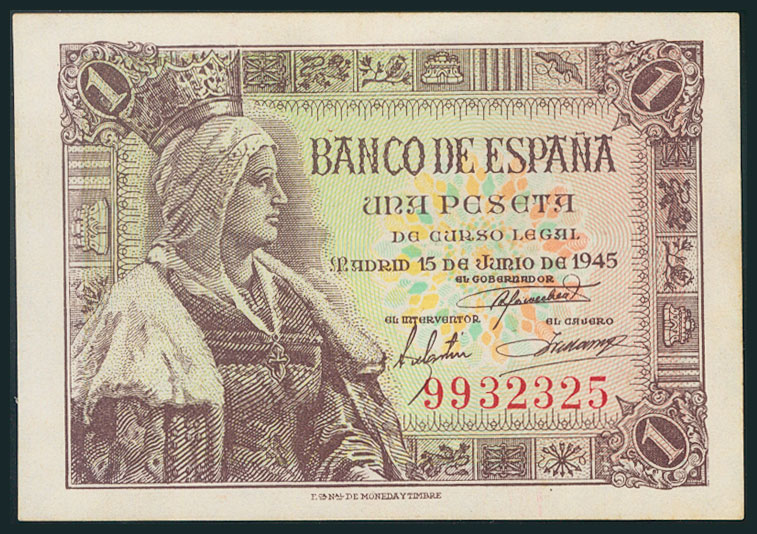 1
1
BANCO DE ESPAÑA
UNA PESETA
DE CURSO LEGAL
MADRID 15 DE JUNIO DE 1945
EL GOBERNADOR
EL INTERVENTOR EL CAJERO
9932325
1
DE MONEDA Y TIMBRE